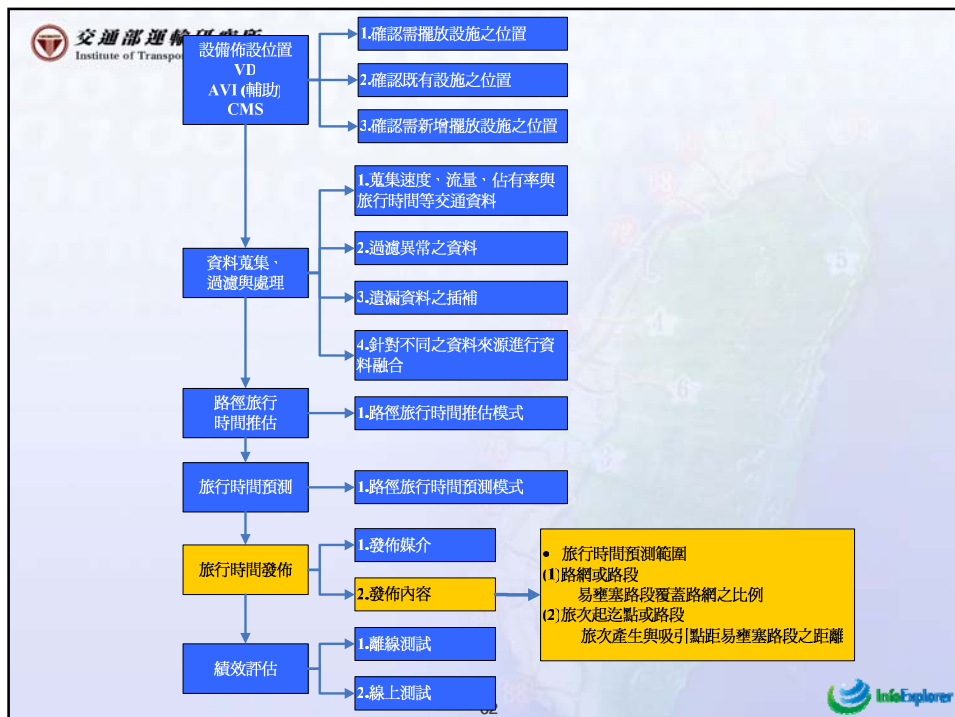 交通部運輸研究所
Institute of Transpor
設備佈設位置
VD
AVI (輔助)
CMS
1.確認需擺放設施之位置
2.確認既有設施之位置
3.確認需新增擺放設施之位置
資料蒐集、
過濾與處理
1.蒐集速度、流量、佔有率與
旅行時間等交通資料
2.過濾異常之資料
3.遺漏資料之插補
4.針對不同之資料來源進行資
料融合
路徑旅行
時間推估
1.路徑旅行時間推估模式
旅行時間預測
1.路徑旅行時間預測模式
旅行時間發佈
1.發佈媒介
2.發佈內容
• 旅行時間預測範圍
(1)路網或路段
易壅塞路段覆蓋路網之比例
(2)旅次起迄點或路段
旅次產生與吸引點距易壅塞路段之距離
績效評估
1.離線測試
2.線上測試
62
InfoExplorer